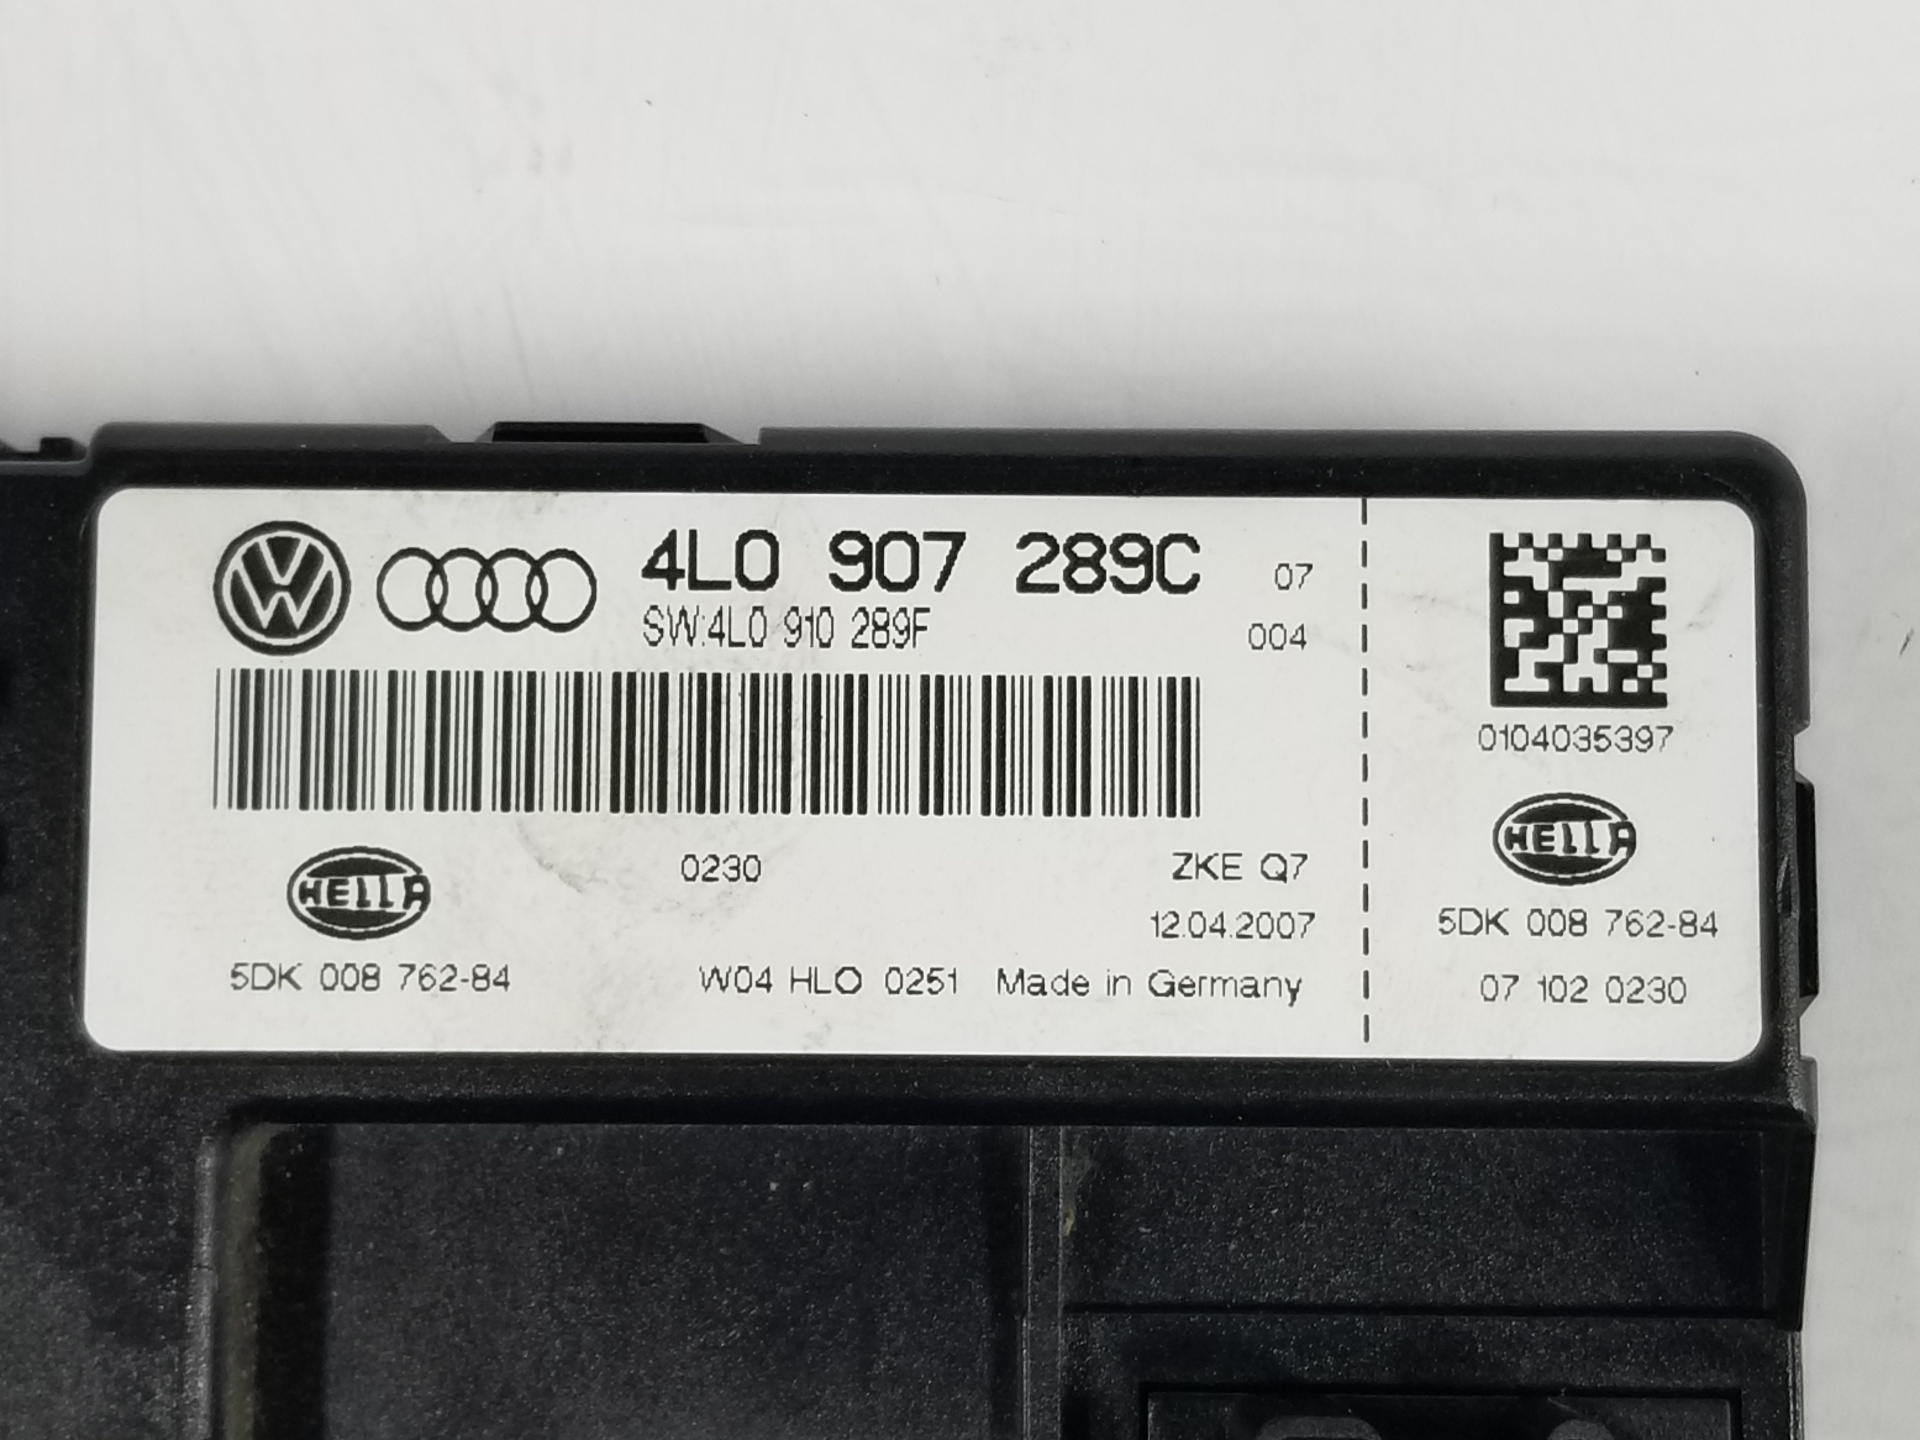 4L0 907 289C 07
SW:4L0 910 289F 004
0230 ZKE Q7
HELLA
12.04.2007
5DK 008 762-84 W04 HLO 0251 Made in Germany
0104035397
HELLA
5DK 008 762-84
07 102 0230